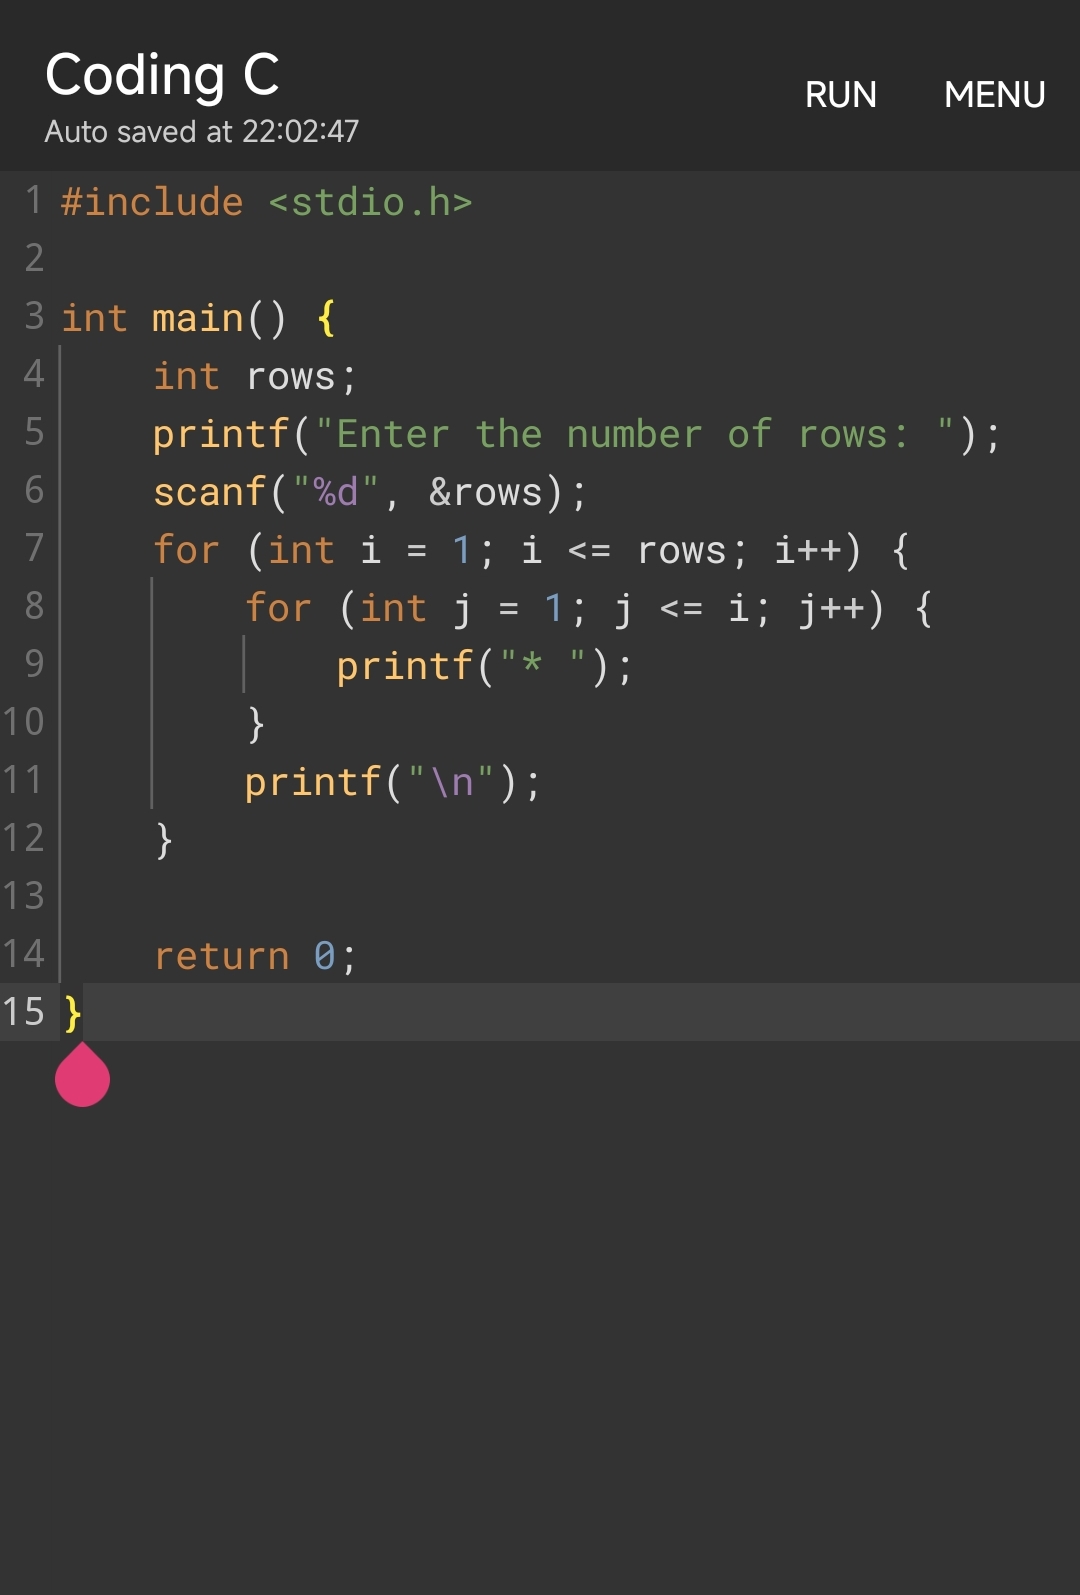 Coding C
Auto saved at 22:02:47
RUN MENU
1 #include <stdio.h>
2
3 int main() {
4     int rows;
5     printf("Enter the number of rows: ");
6     scanf("%d", &rows);
7     for (int i = 1; i <= rows; i++) {
8         for (int j = 1; j <= i; j++) {
9             printf("* ");
10         }
11         printf("\n");
12     }
13
14     return 0;
15 }